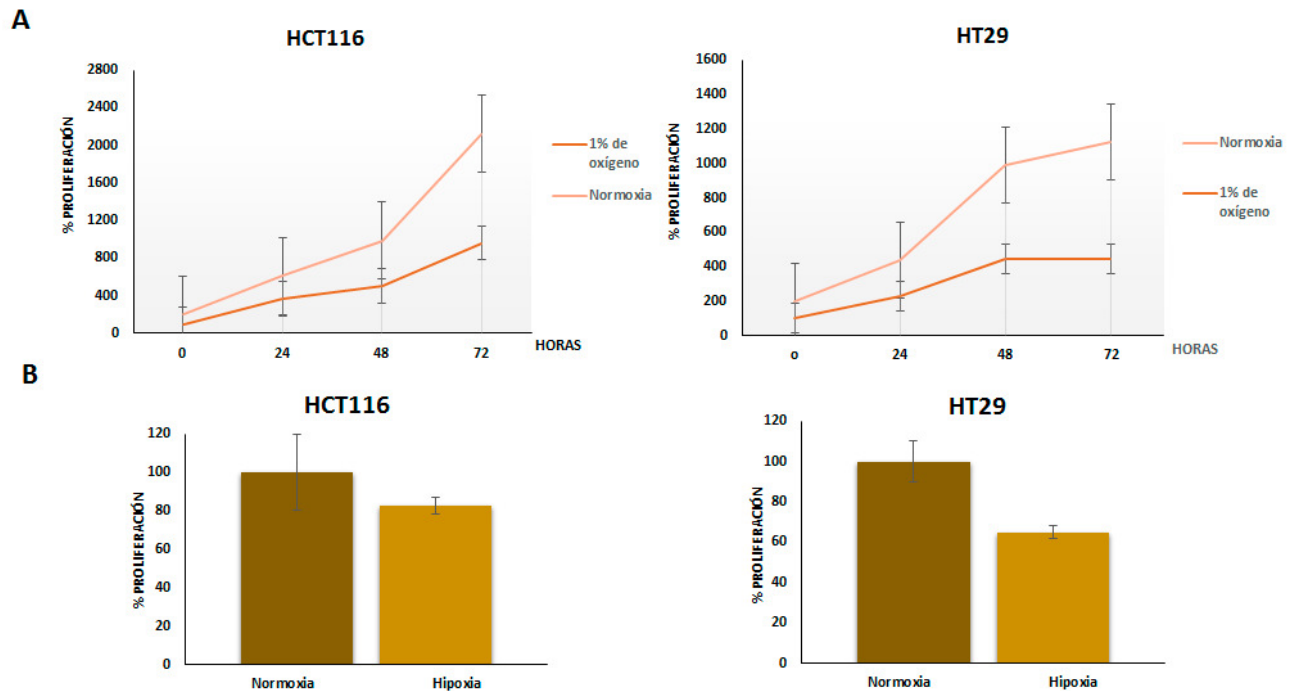 A
HCT116
2800
2400
2000
1600
1200
800
400
0
% PROLIFERACIÓN
0 24 48 72
HORAS
1% de
oxígeno
Normoxia
HT29
1600
1400
1200
1000
800
600
400
200
0
% PROLIFERACIÓN
o 24 48 72
HORAS
Normoxia
1% de
oxígeno
B
HCT116
120
100
80
60
40
20
0
% PROLIFERACIÓN
Normoxia Hipoxia
HT29
120
100
80
60
40
20
0
% PROLIFERACIÓN
Normoxia Hipoxia